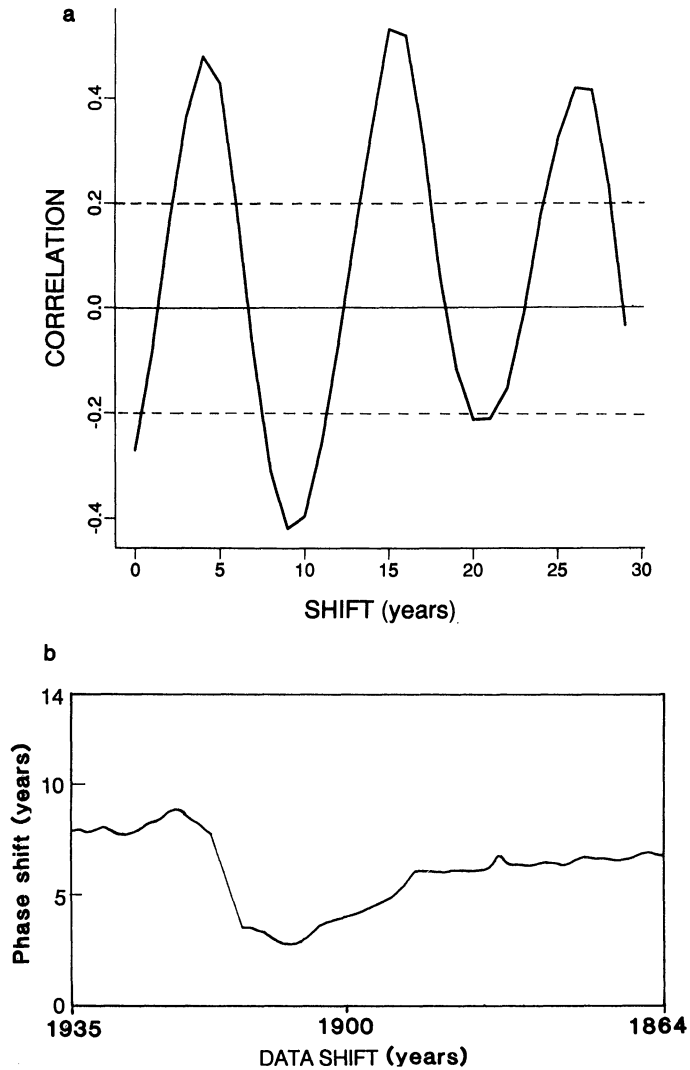 a
CORRELATION
0.4
0.2
0.0
-0.2
-0.4
0 5 10 15 20 25 30
SHIFT (years)
b
Phase shift (years)
14
10
5
0
1935 1900 1864
DATA SHIFT (years)